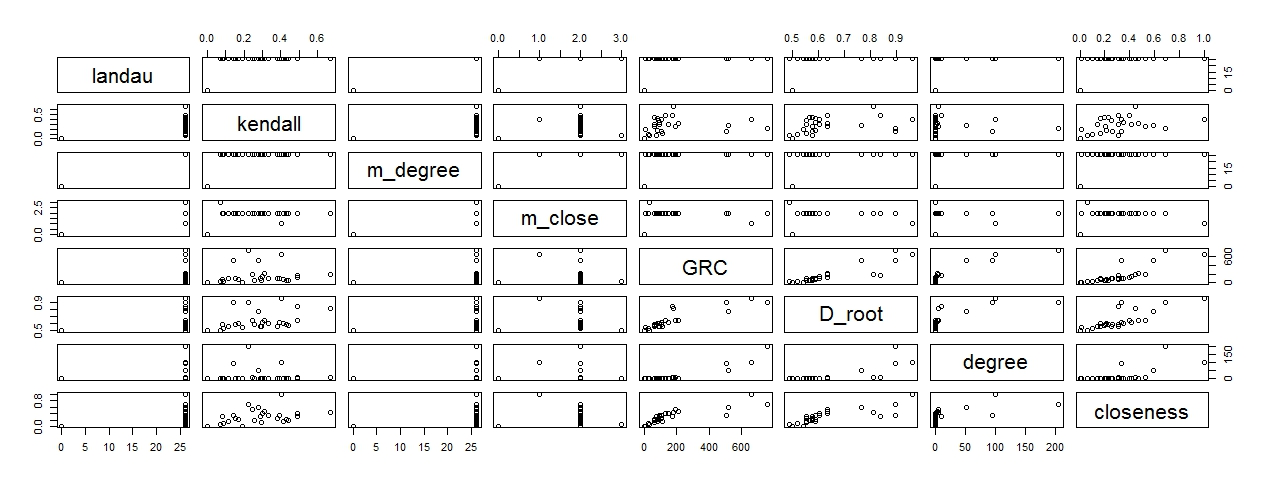 0.0 0.2 0.4 0.6 0.0 1.0 2.0 3.0 0.5 0.6 0.7 0.8 0.9 0.0 0.2 0.4 0.6 0.8 1.0
landau 0 15
0.0 0.5 kendall
m_degree 0 15
0.0 2.5 m_close
GRC 0 600
0.5 0.9 D_root
degree 0 150
0.0 0.8 closeness
0 5 10 15 20 25 0 5 10 15 20 25 0 200 400 600 0 50 100 150 200